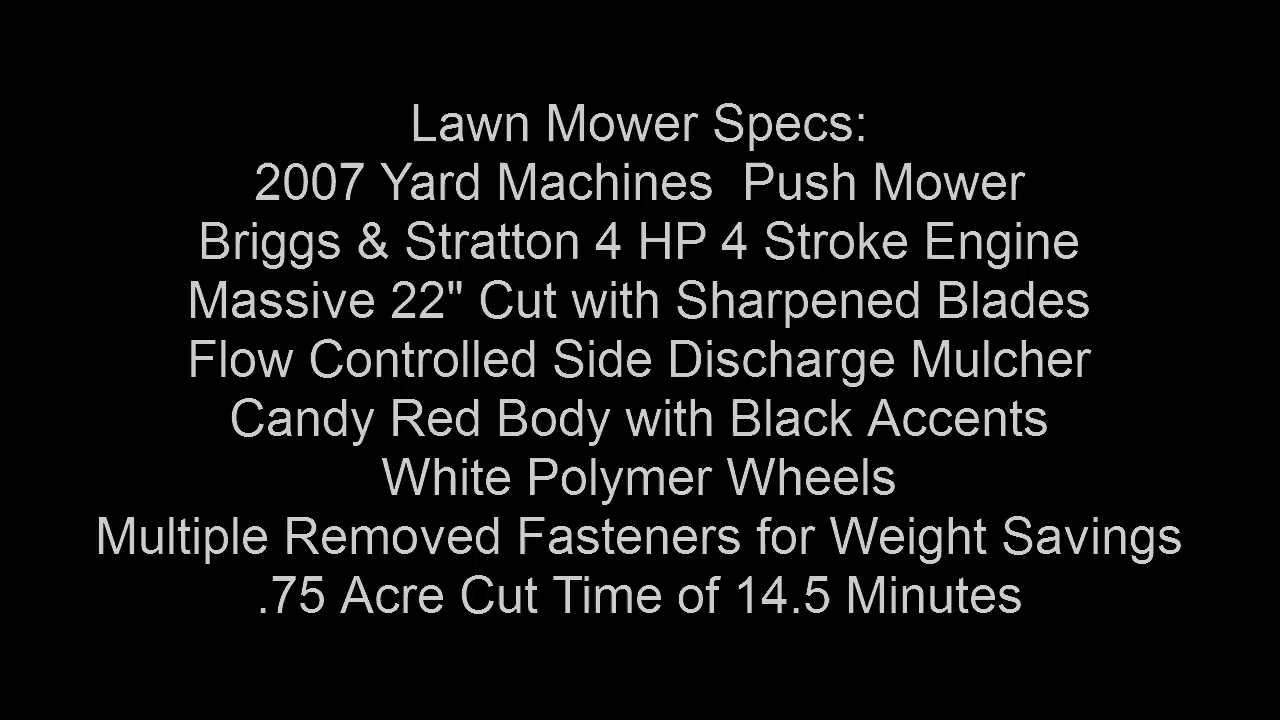 Lawn Mower Specs:
2007 Yard Machines  Push Mower
Briggs & Stratton 4 HP 4 Stroke Engine
Massive 22" Cut with Sharpened Blades
Flow Controlled Side Discharge Mulcher
Candy Red Body with Black Accents
White Polymer Wheels
Multiple Removed Fasteners for Weight Savings
.75 Acre Cut Time of 14.5 Minutes